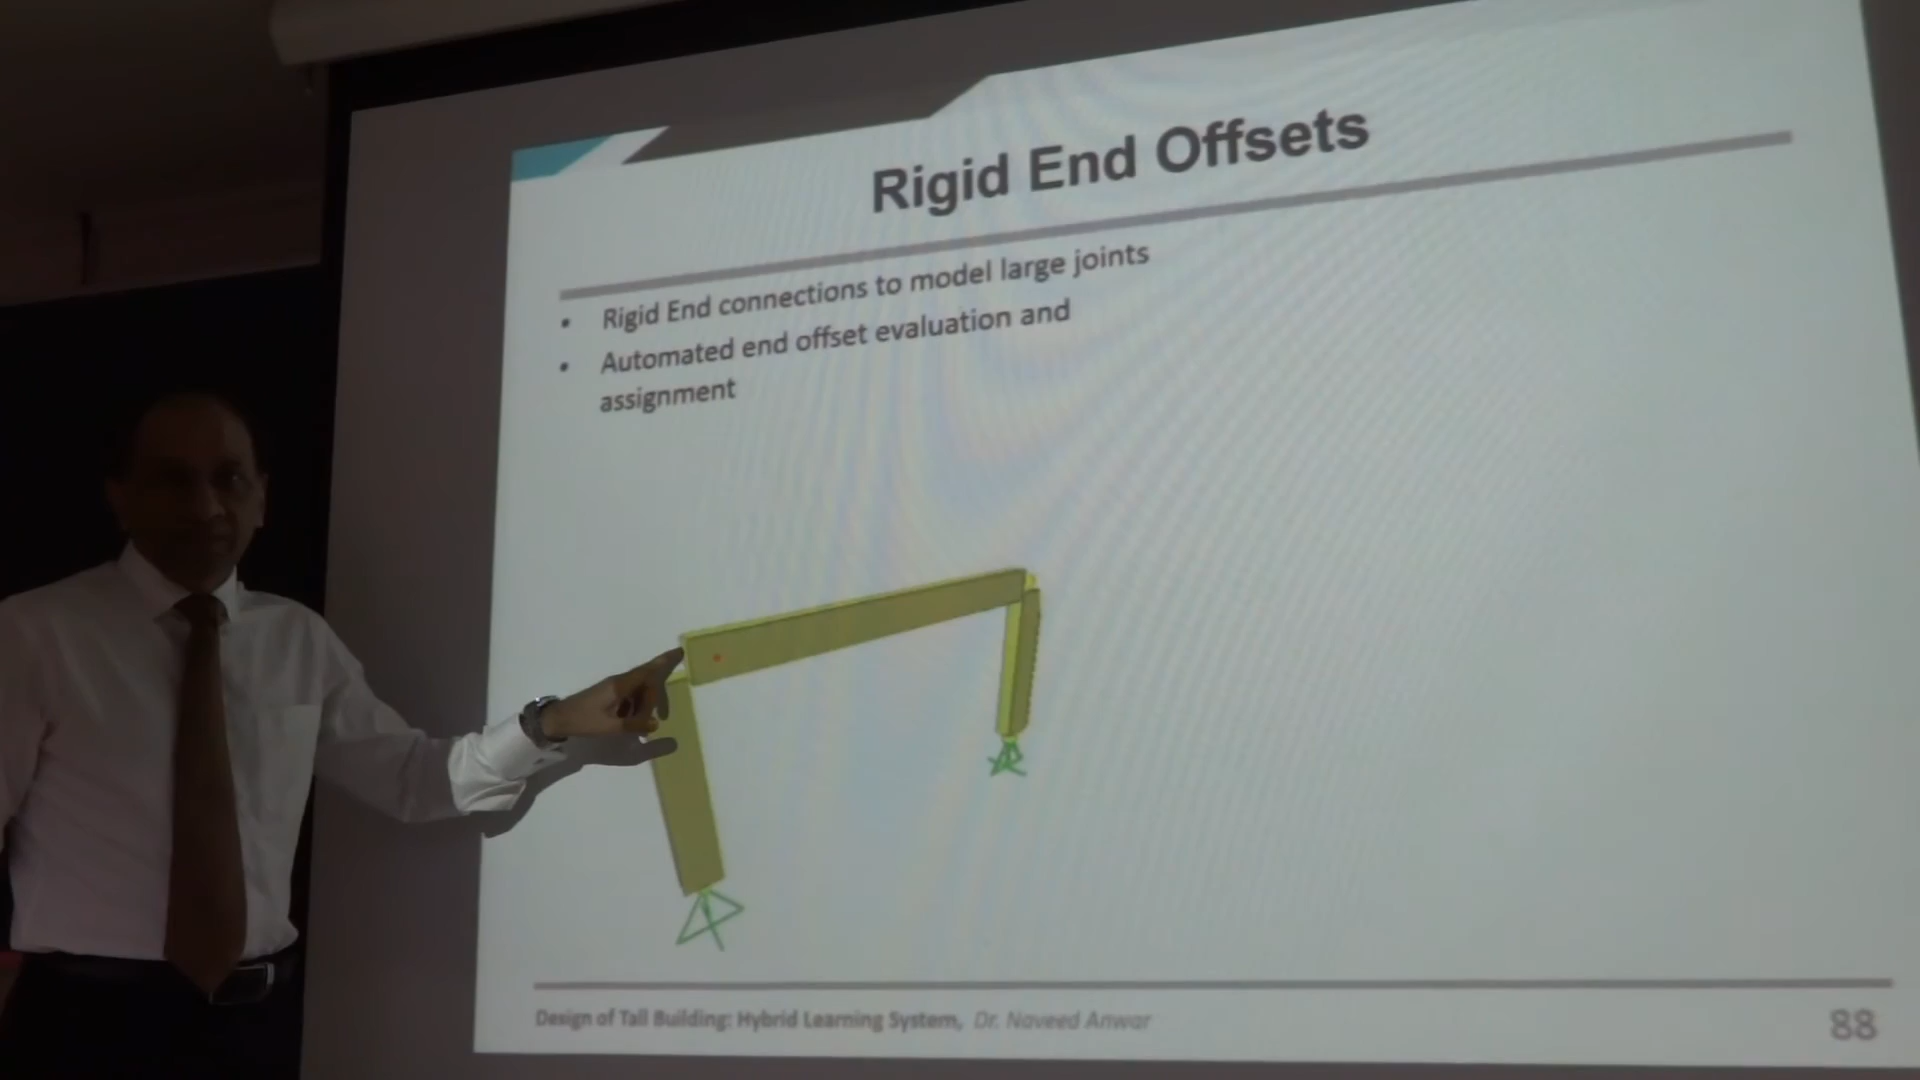 Rigid End Offsets
• Rigid End connections to model large joints
• Automated end offset evaluation and
assignment
Design of Tall Building: Hybrid Learning System, Dr. Naveed Anwar
88